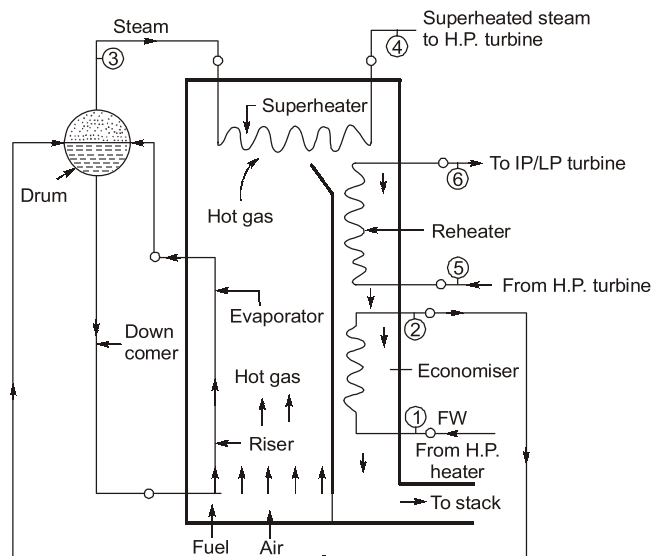 Steam
3
Superheated steam
to H.P. turbine
4
Superheater
Drum
Hot gas
To IP/LP turbine
6
Reheater
5
From H.P. turbine
Evaporator
2
Down
comer
Hot gas
Economiser
1
FW
Riser
From H.P.
heater
To stack
Fuel
Air